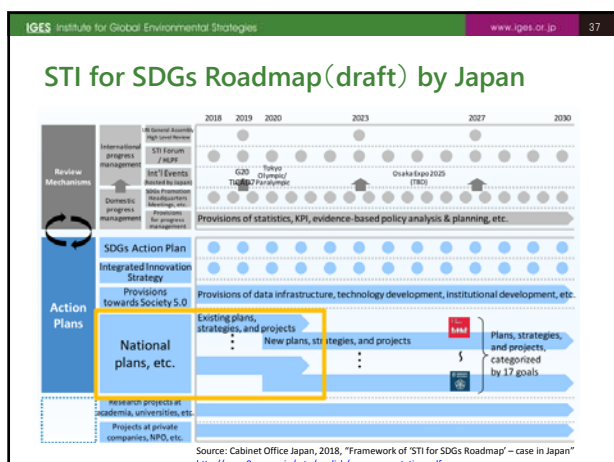 IGES Institute for Global Environmental Strategies
www.iges.or.jp
37
STI for SDGs Roadmap（draft）by Japan
2018 2019 2020 2023 2027 2030
Review
Mechanisms
International
progress
management
UN General Assembly
High Level Review
STI Forum
/ HLPF
Int'l Events
(hosted by Japan)
G20
TICAD7
Tokyo
Olympic/
Paralympic
Osaka Expo 2025
(TBD)
Domestic
progress
management
SDGs Promotion
Headquarters
Meetings, etc.
Provisions
for progress
management
Provisions of statistics, KPI, evidence-based policy analysis & planning, etc.
Action
Plans
SDGs Action Plan
Integrated Innovation
Strategy
Provisions
towards Society 5.0
Provisions of data infrastructure, technology development, institutional development, etc.
National
plans, etc.
Existing plans,
strategies, and projects
New plans, strategies, and projects
Plans, strategies,
and projects,
categorized
by 17 goals
Research projects at
academia, universities, etc.
Projects at private
companies, NPO, etc.
Source: Cabinet Office Japan, 2018, "Framework of 'STI for SDGs Roadmap' – case in Japan"